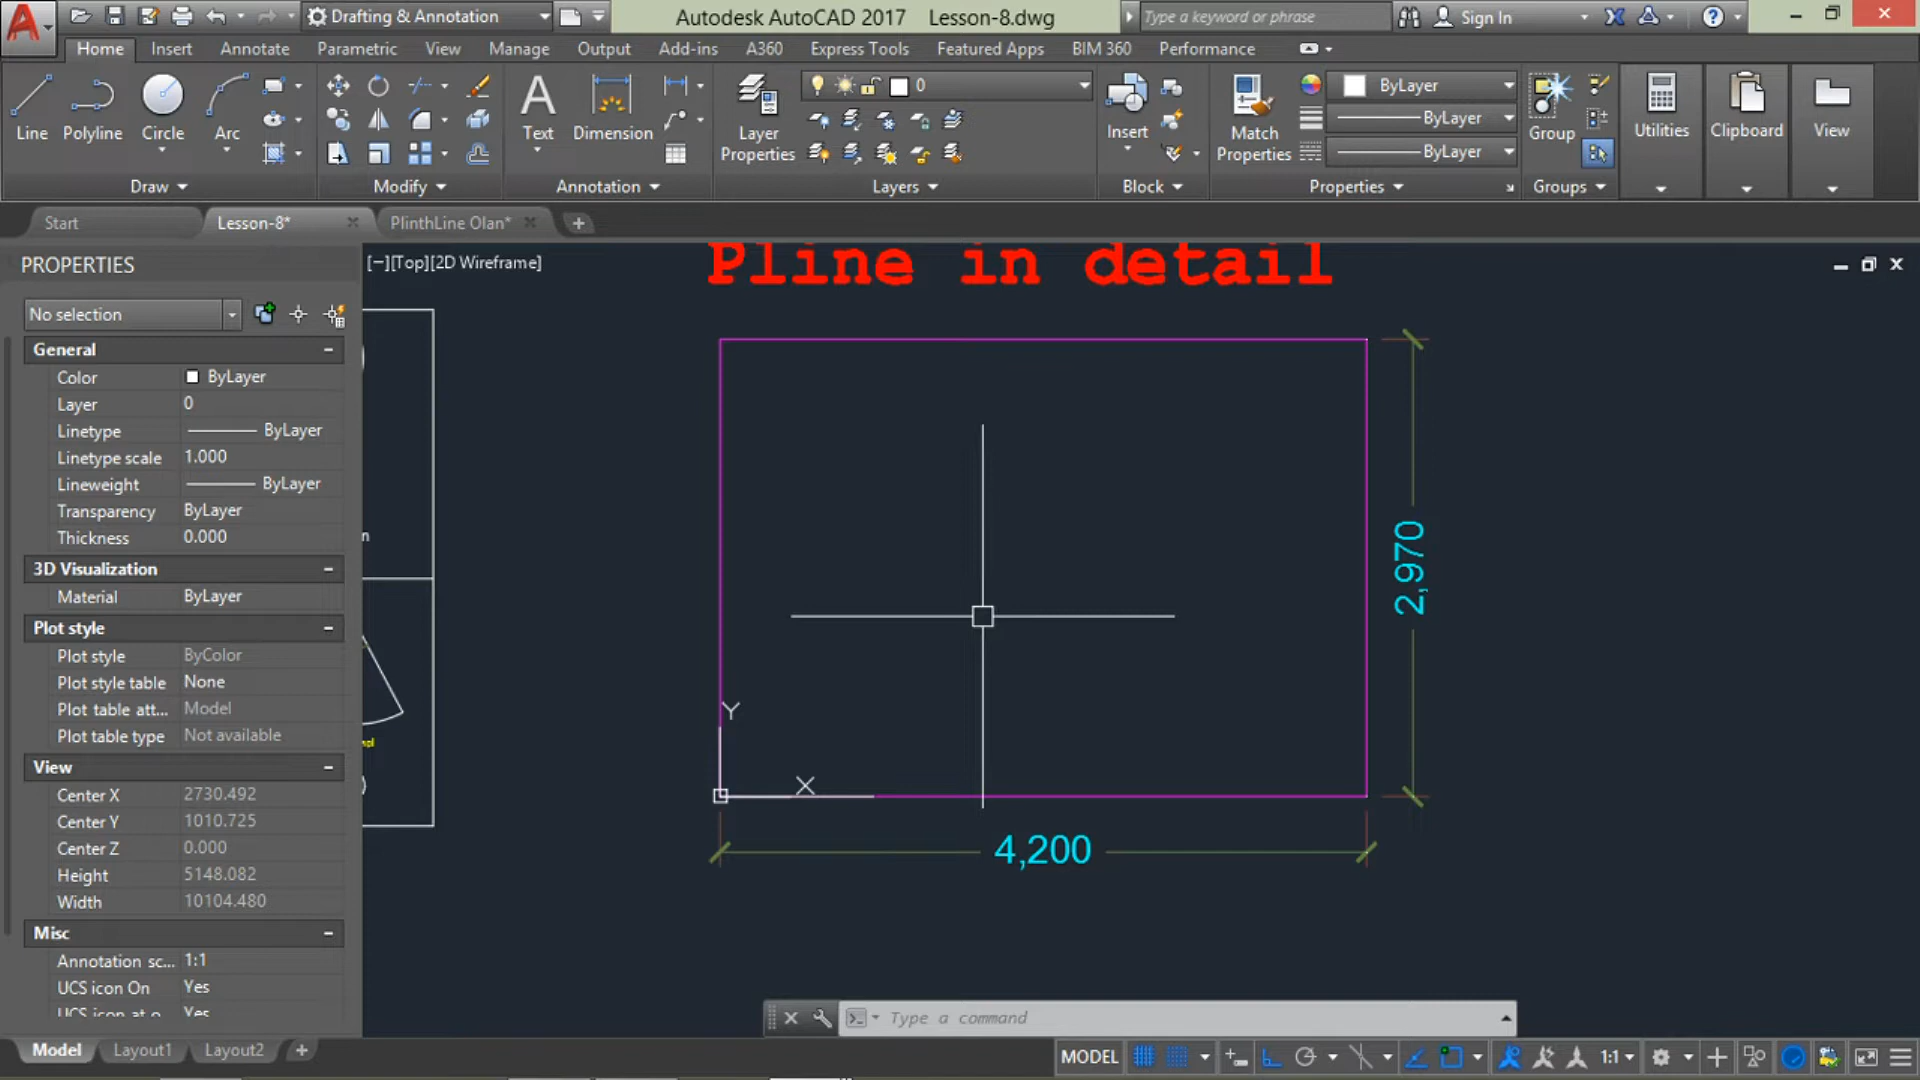 Drafting & Annotation
Autodesk AutoCAD 2017 Lesson-8.dwg
Type a keyword or phrase
Sign In
Home Insert Annotate Parametric View Manage Output Add-ins A360 Express Tools Featured Apps BIM 360 Performance
0
ByLayer
ByLayer
ByLayer
Line Polyline Circle Arc
Text Dimension
Layer Properties
Insert
Match Properties
Group
Utilities Clipboard View
Draw Modify Annotation Layers Block Properties Groups
Start Lesson-8* PlinthLine Olan*
PROPERTIES
[−][Top][2D Wireframe]
Pline in detail
No selection
General
Color ByLayer
Layer 0
Linetype ByLayer
Linetype scale 1.000
Lineweight ByLayer
Transparency ByLayer
Thickness 0.000
3D Visualization
Material ByLayer
Plot style
Plot style ByColor
Plot style table None
Plot table att... Model
Plot table type Not available
View
Center X 2730.492
Center Y 1010.725
Center Z 0.000
Height 5148.082
Width 10104.480
Misc
Annotation sc... 1:1
UCS icon On Yes
UCS icon at o... Yes
2,970
Y
X
4,200
Type a command
Model Layout1 Layout2
MODEL
1:1